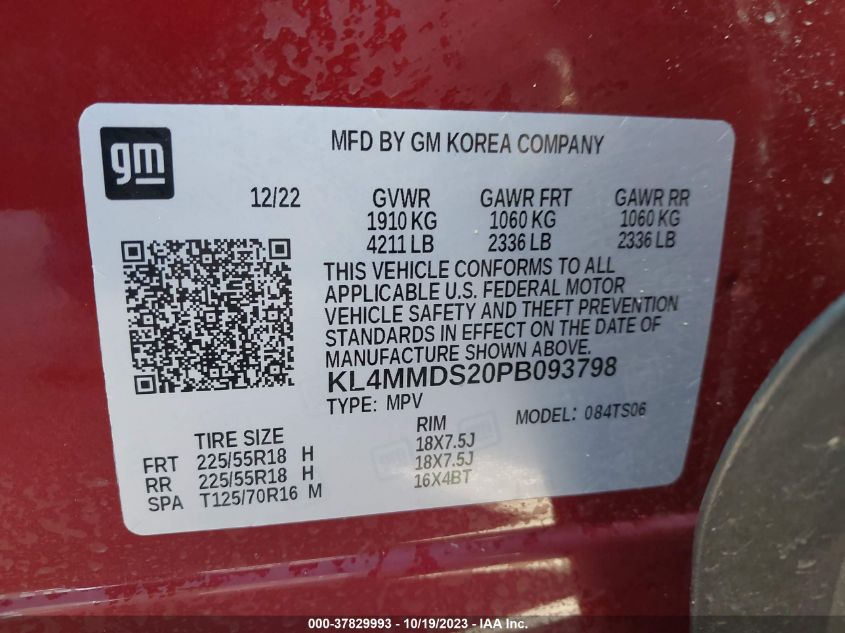 gm
MFD BY GM KOREA COMPANY
12/22 GVWR GAWR FRT GAWR RR
1910 KG 1060 KG 1060 KG
4211 LB 2336 LB 2336 LB
THIS VEHICLE CONFORMS TO ALL
APPLICABLE U.S. FEDERAL MOTOR
VEHICLE SAFETY AND THEFT PREVENTION
STANDARDS IN EFFECT ON THE DATE OF
MANUFACTURE SHOWN ABOVE.
KL4MMDS20PB093798
TYPE: MPV MODEL: 084TS06
TIRE SIZE RIM
FRT 225/55R18 H 18X7.5J
RR 225/55R18 H 18X7.5J
SPA T125/70R16 M 16X4BT
000-37829993 - 10/19/2023 - IAA Inc.